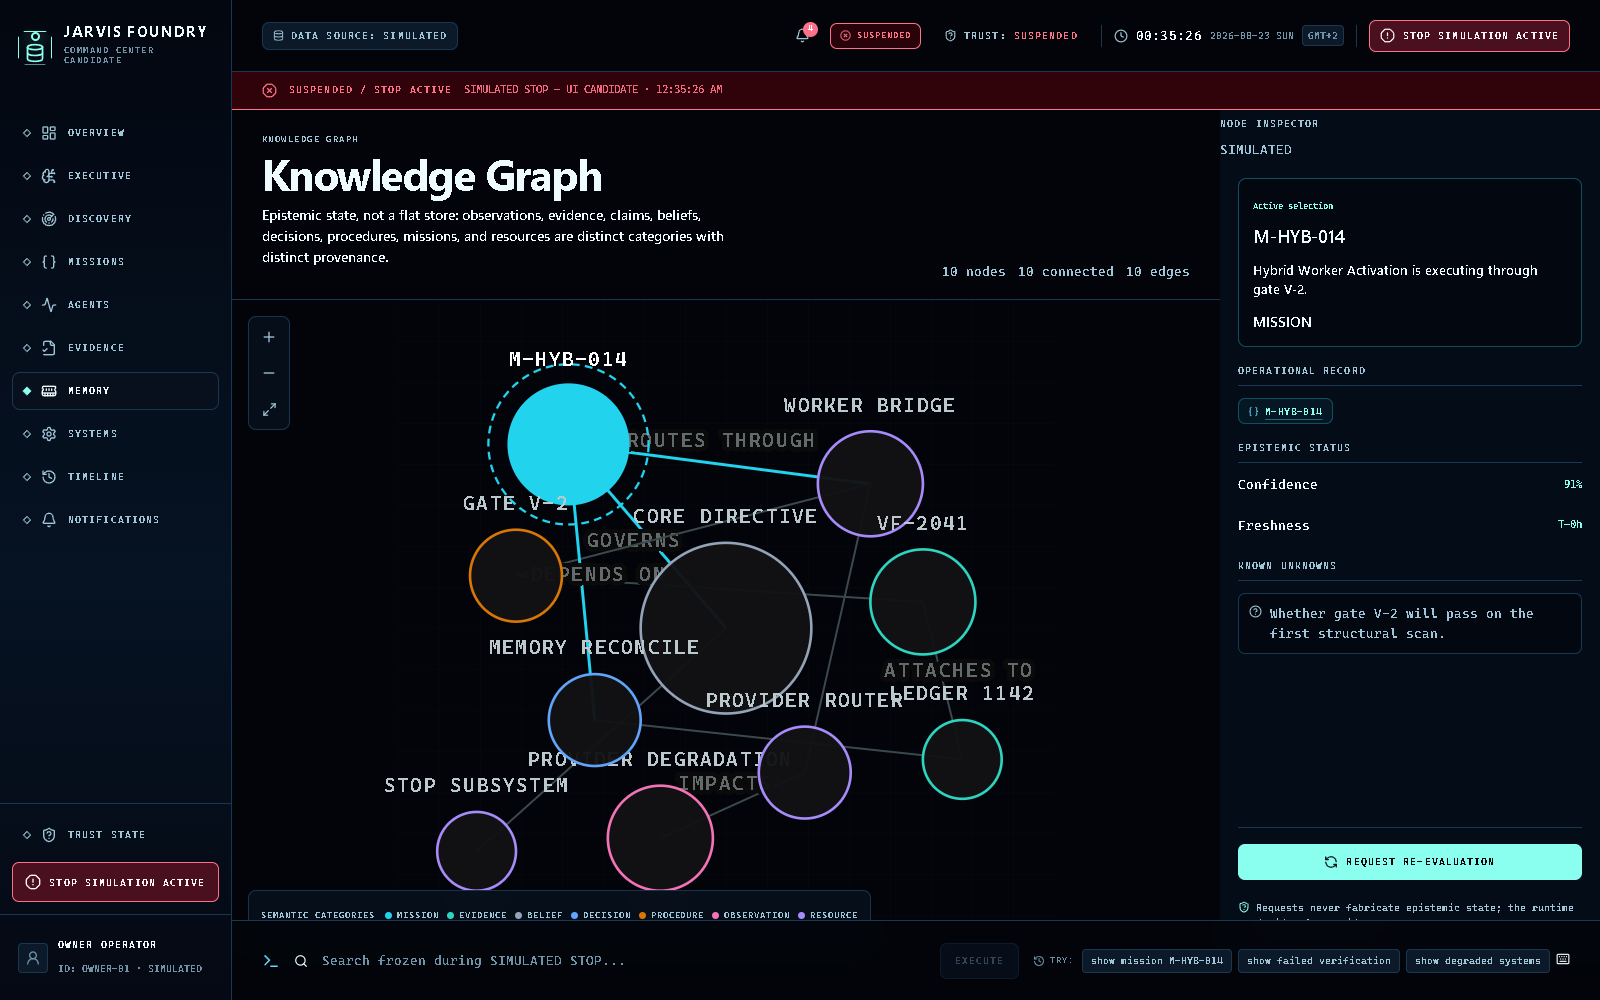 JARVIS FOUNDRY
COMMAND CENTER
CANDIDATE
OVERVIEW
EXECUTIVE
DISCOVERY
MISSIONS
AGENTS
EVIDENCE
MEMORY
SYSTEMS
TIMELINE
NOTIFICATIONS
TRUST STATE
STOP SIMULATION ACTIVE
OWNER OPERATOR
ID: OWNER-01 · SIMULATED
DATA SOURCE: SIMULATED
4
SUSPENDED
TRUST: SUSPENDED
00:35:26 2026-08-23 SUN GMT+2
STOP SIMULATION ACTIVE
SUSPENDED / STOP ACTIVE SIMULATED STOP — UI CANDIDATE · 12:35:26 AM
KNOWLEDGE GRAPH
Knowledge Graph
Epistemic state, not a flat store: observations, evidence, claims, beliefs,
decisions, procedures, missions, and resources are distinct categories with
distinct provenance.
10 nodes 10 connected 10 edges
M-HYB-014
WORKER BRIDGE
ROUTES THROUGH
GATE V-2
CORE DIRECTIVE
VF-2041
GOVERNS
DEPENDS ON
MEMORY RECONCILE
ATTACHES TO
LEDGER 1142
PROVIDER ROUTER
PROVIDER DEGRADATION
IMPACT
STOP SUBSYSTEM
SEMANTIC CATEGORIES MISSION EVIDENCE BELIEF DECISION PROCEDURE OBSERVATION RESOURCE
NODE INSPECTOR
SIMULATED
Active selection
M-HYB-014
Hybrid Worker Activation is executing through
gate V-2.
MISSION
OPERATIONAL RECORD
M-HYB-014
EPISTEMIC STATUS
Confidence 91%
Freshness T-0h
KNOWN UNKNOWNS
Whether gate V-2 will pass on the
first structural scan.
REQUEST RE-EVALUATION
Requests never fabricate epistemic state; the runtime
Search frozen during SIMULATED STOP...
EXECUTE
TRY: show mission M-HYB-014 show failed verification show degraded systems